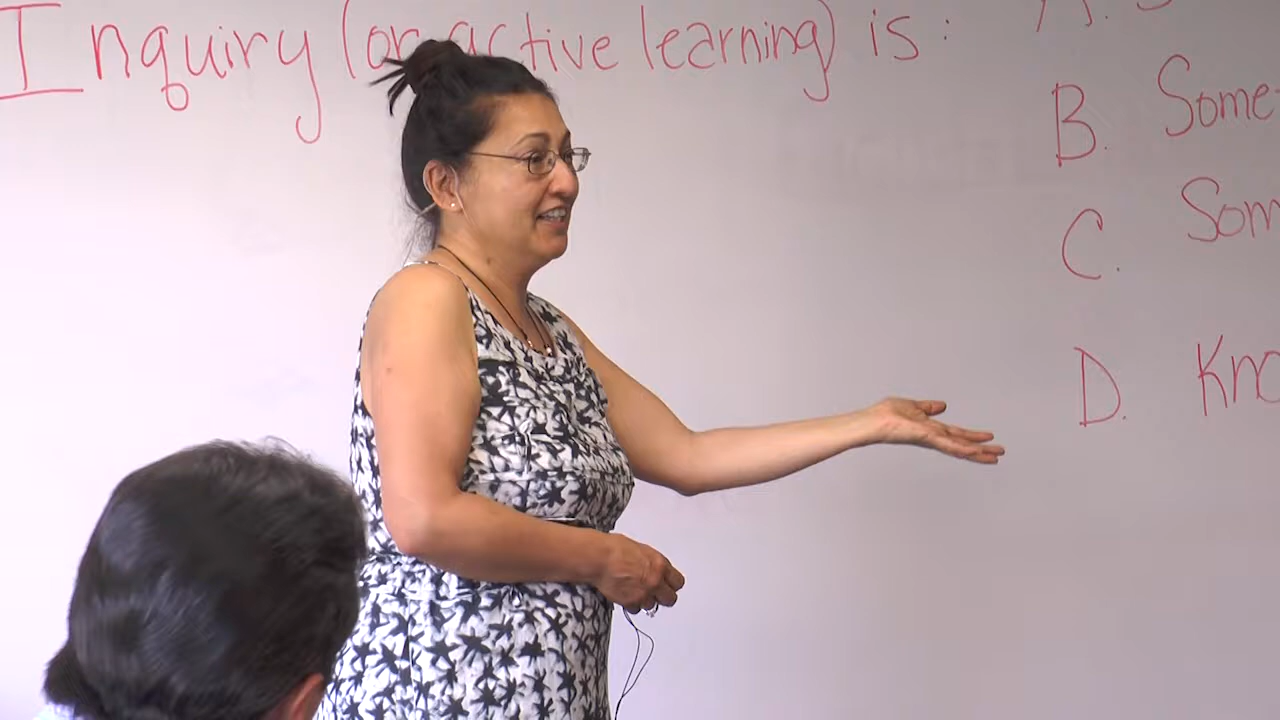 Inquiry (or active learning) is:
A.
B. Some
C. Som
D. Kno